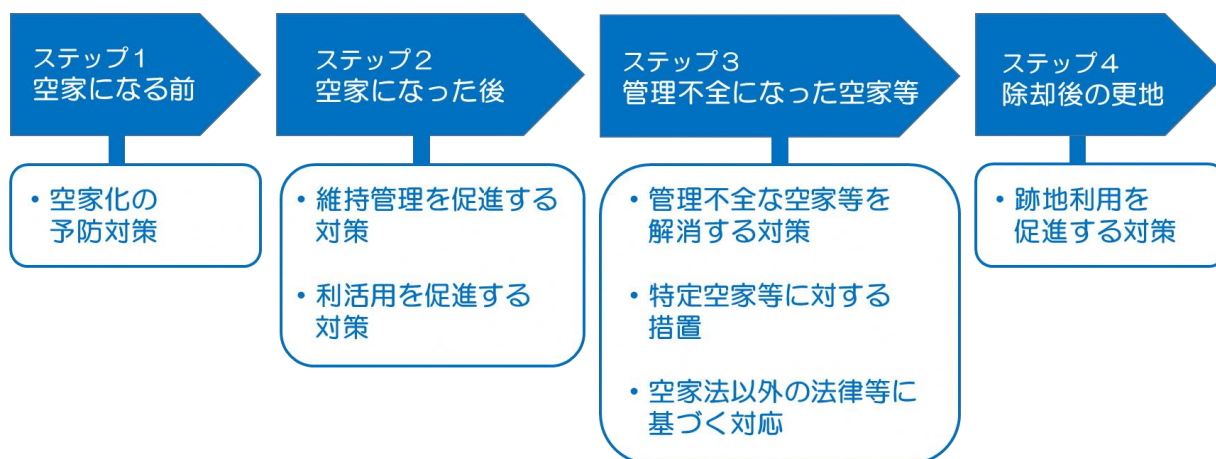 ステップ１
空家になる前
・空家化の
予防対策
ステップ２
空家になった後
・維持管理を促進する
対策
・利活用を促進する
対策
ステップ３
管理不全になった空家等
・管理不全な空家等を
解消する対策
・特定空家等に対する
措置
・空家法以外の法律等に
基づく対応
ステップ４
除却後の更地
・跡地利用を
促進する対策